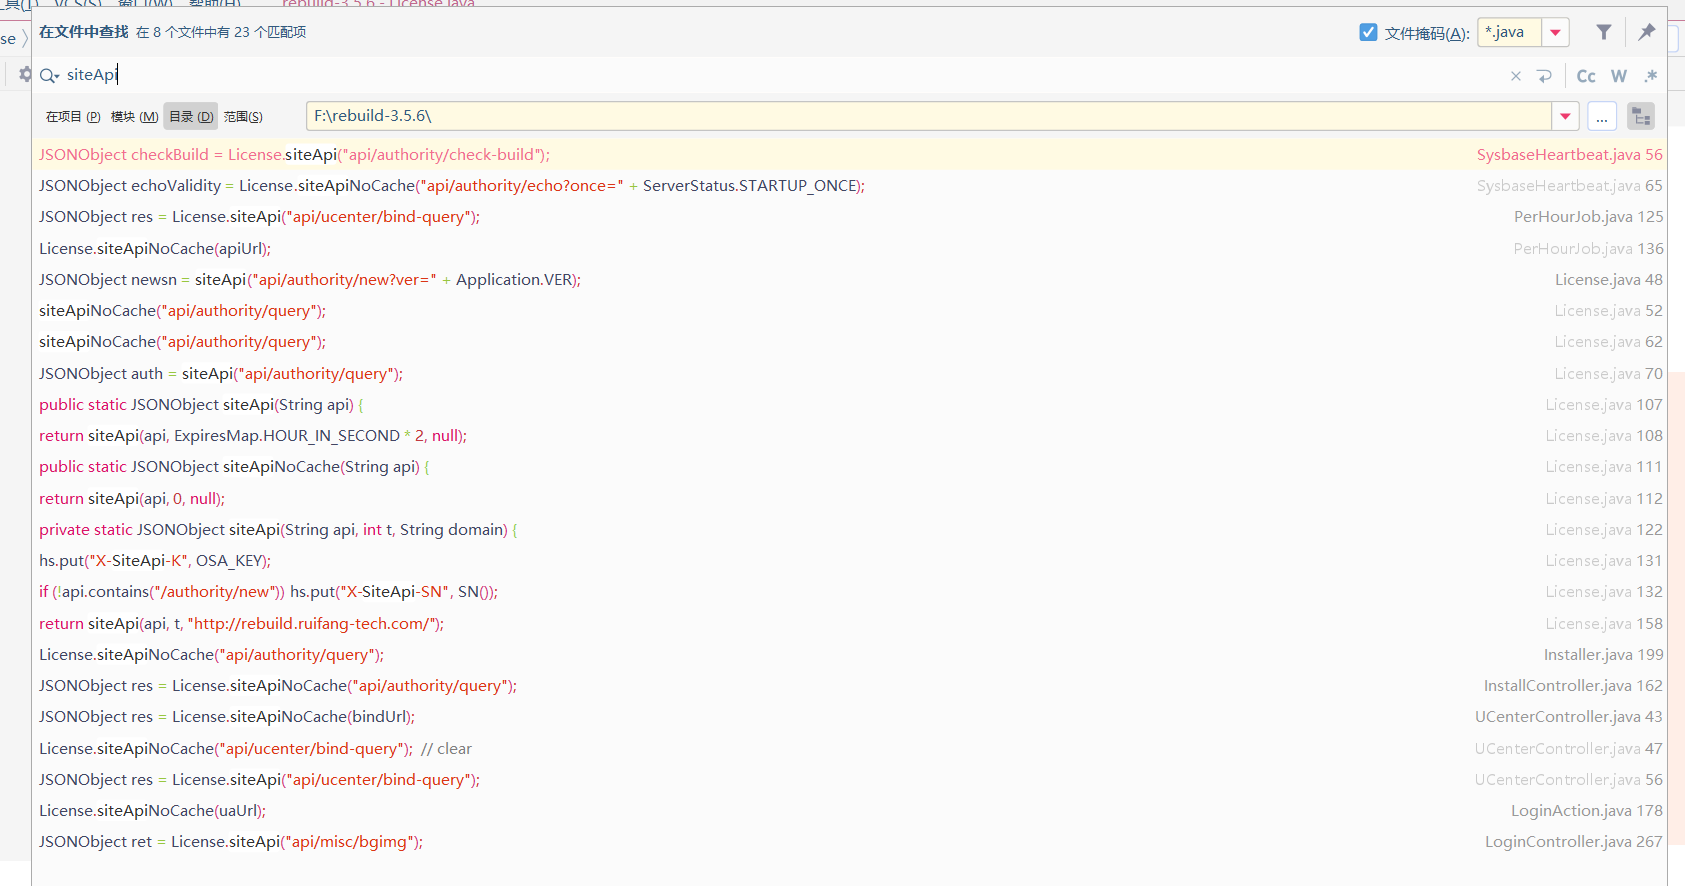 rebuild-3.5.6 - License.java
在文件中查找 在 8 个文件中有 23 个匹配项
文件掩码(A): *.java
se
siteApi
Cc W .*
在项目 (P) 模块 (M) 目录 (D) 范围(S) F:\rebuild-3.5.6\ ...
JSONObject checkBuild = License.siteApi("api/authority/check-build"); SysbaseHeartbeat.java 56
JSONObject echoValidity = License.siteApiNoCache("api/authority/echo?once=" + ServerStatus.STARTUP_ONCE); SysbaseHeartbeat.java 65
JSONObject res = License.siteApi("api/ucenter/bind-query"); PerHourJob.java 125
License.siteApiNoCache(apiUrl); PerHourJob.java 136
JSONObject newsn = siteApi("api/authority/new?ver=" + Application.VER); License.java 48
siteApiNoCache("api/authority/query"); License.java 52
siteApiNoCache("api/authority/query"); License.java 62
JSONObject auth = siteApi("api/authority/query"); License.java 70
public static JSONObject siteApi(String api) { License.java 107
return siteApi(api, ExpiresMap.HOUR_IN_SECOND * 2, null); License.java 108
public static JSONObject siteApiNoCache(String api) { License.java 111
return siteApi(api, 0, null); License.java 112
private static JSONObject siteApi(String api, int t, String domain) { License.java 122
hs.put("X-SiteApi-K", OSA_KEY); License.java 131
if (!api.contains("/authority/new")) hs.put("X-SiteApi-SN", SN()); License.java 132
return siteApi(api, t, "http://rebuild.ruifang-tech.com/"); License.java 158
License.siteApiNoCache("api/authority/query"); Installer.java 199
JSONObject res = License.siteApiNoCache("api/authority/query"); InstallController.java 162
JSONObject res = License.siteApiNoCache(bindUrl); UCenterController.java 43
License.siteApiNoCache("api/ucenter/bind-query"); // clear UCenterController.java 47
JSONObject res = License.siteApi("api/ucenter/bind-query"); UCenterController.java 56
License.siteApiNoCache(uaUrl); LoginAction.java 178
JSONObject ret = License.siteApi("api/misc/bgimg"); LoginController.java 267